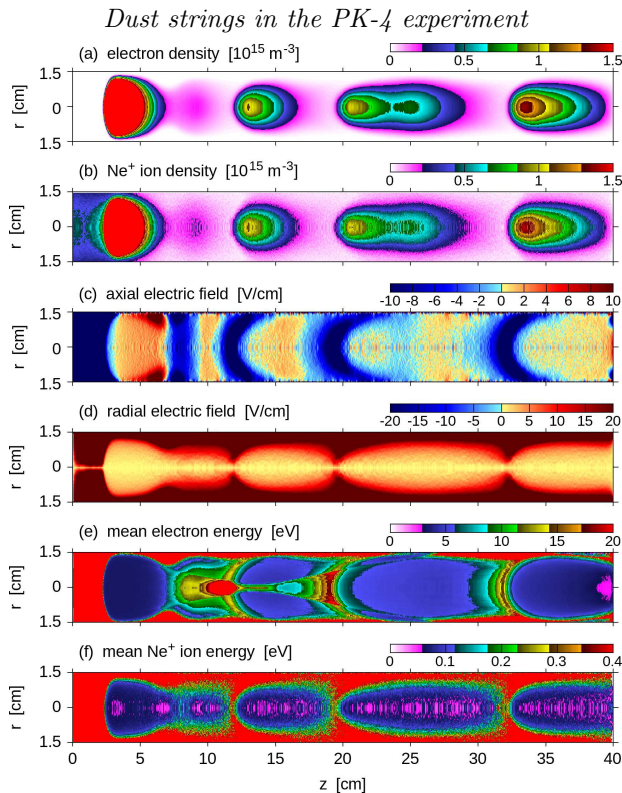 Dust strings in the PK-4 experiment
(a) electron density [10^15 m^-3]
0 0.5 1 1.5
1.5
0
1.5
r [cm]
(b) Ne+ ion density [10^15 m^-3]
0 0.5 1 1.5
1.5
0
1.5
r [cm]
(c) axial electric field [V/cm]
-10 -8 -6 -4 -2 0 2 4 6 8 10
1.5
0
1.5
r [cm]
(d) radial electric field [V/cm]
-20 -15 -10 -5 0 5 10 15 20
1.5
0
1.5
r [cm]
(e) mean electron energy [eV]
0 5 10 15 20
1.5
0
1.5
r [cm]
(f) mean Ne+ ion energy [eV]
0 0.1 0.2 0.3 0.4
1.5
0
1.5
r [cm]
0 5 10 15 20 25 30 35 40
z [cm]